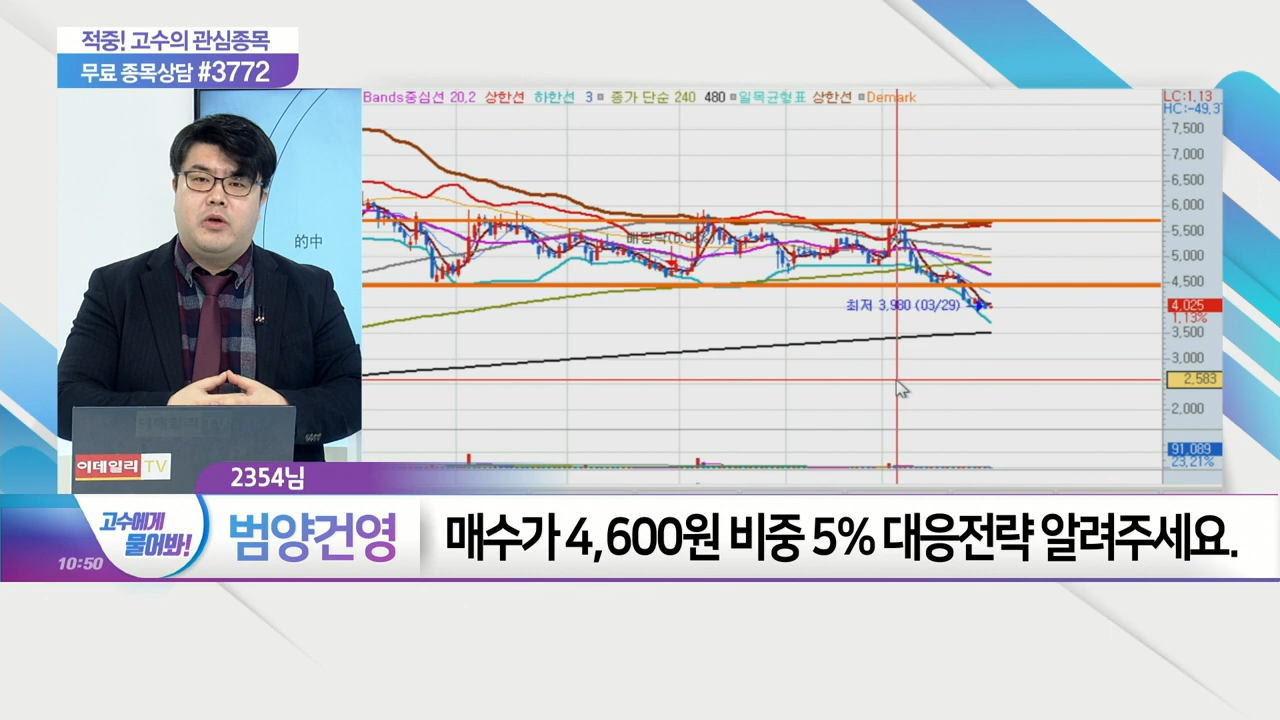 적중! 고수의 관심종목
무료 종목상담 #3772
Bands중심선 20,2 상한선 하한선 3 종가 단순 240 480 일목균형표 상한선 Demark
LC:1.13
HC:-49.3
7,500
7,000
6,500
6,000
5,500
5,000
4,500
4,025
1.13%
3,500
3,000
2,583
2,000
91,089
23.21%
최저 3,980 (03/29)
的中
이데일리 TV
2354님
고수에게
물어봐!
10:50
범양건영
매수가 4,600원 비중 5% 대응전략 알려주세요.